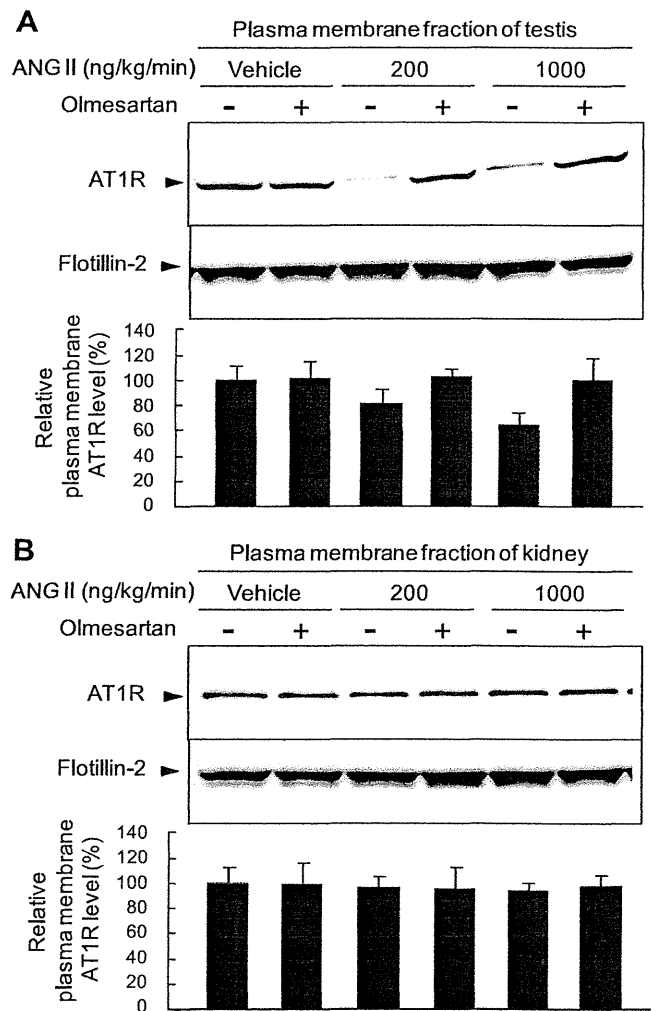 A
Plasma membrane fraction of testis
ANG II (ng/kg/min) Vehicle 200 1000
Olmesartan - + - + - +
AT1R
Flotillin-2
Relative
plasma membrane
AT1R level (%)
140
120
100
80
60
40
20
0
B
Plasma membrane fraction of kidney
ANG II (ng/kg/min) Vehicle 200 1000
Olmesartan - + - + - +
AT1R
Flotillin-2
Relative
plasma membrane
AT1R level (%)
140
120
100
80
60
40
20
0